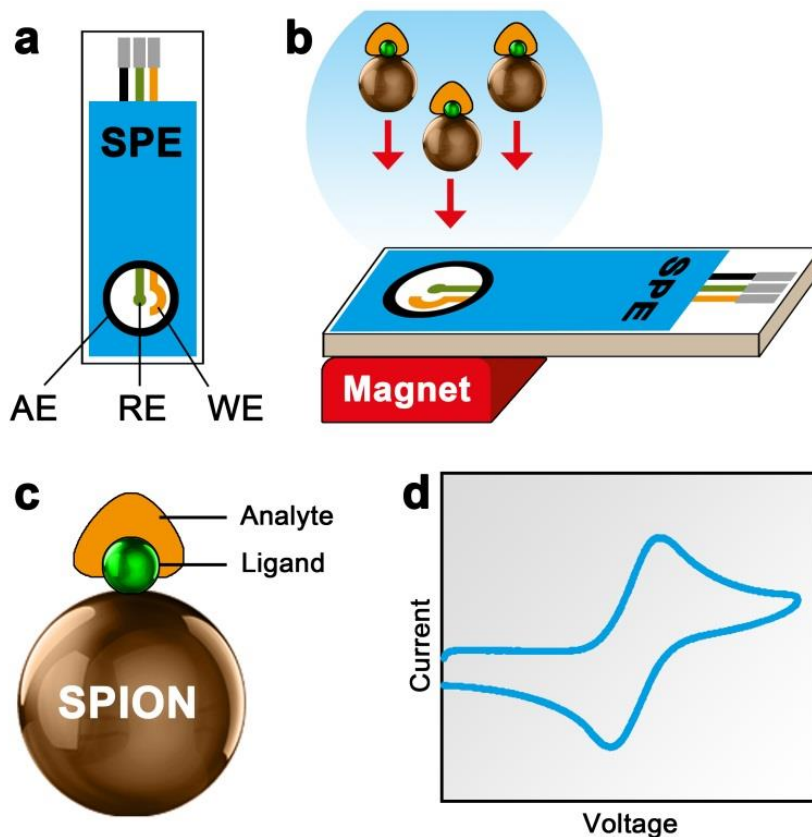 a
SPE
AE
RE
WE
b
SPE
Magnet
c
Analyte
Ligand
SPION
d
Current
Voltage